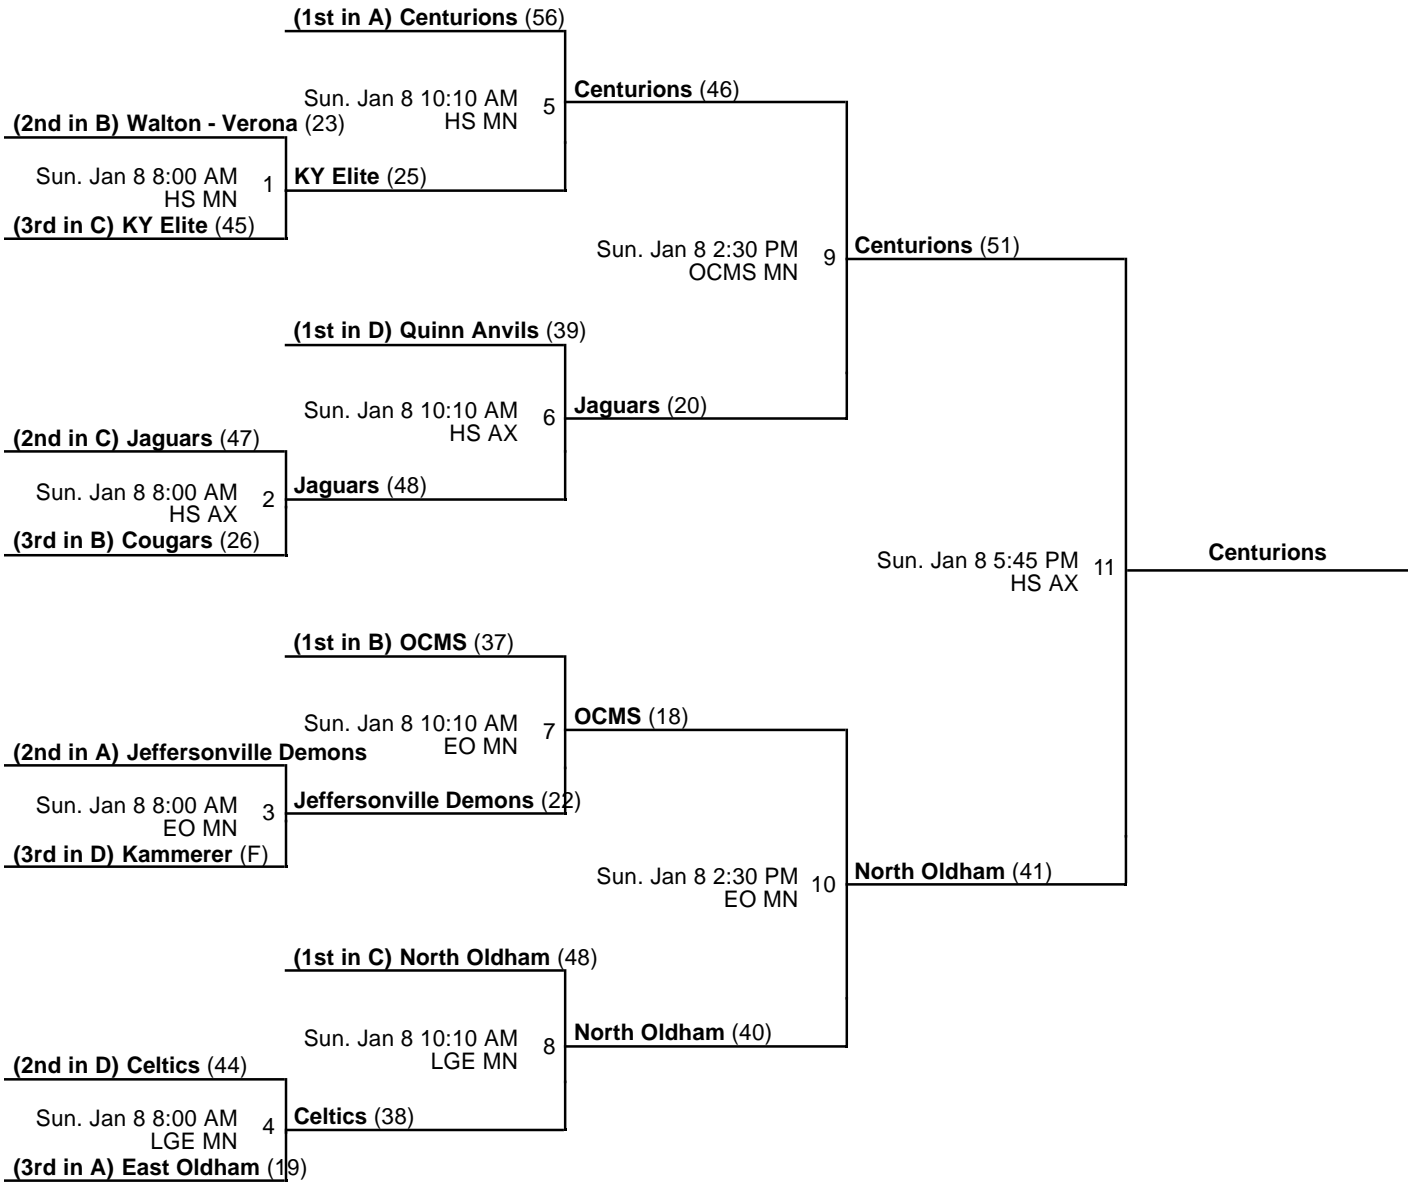 (1st in A) Centurions (56)
Sun. Jan 8 10:10 AM
HS MN
5
Centurions (46)
(2nd in B) Walton - Verona (23)
Sun. Jan 8 8:00 AM
HS MN
1
KY Elite (25)
(3rd in C) KY Elite (45)
Sun. Jan 8 2:30 PM
OCMS MN
9
Centurions (51)
(1st in D) Quinn Anvils (39)
Sun. Jan 8 10:10 AM
HS AX
6
Jaguars (20)
(2nd in C) Jaguars (47)
Sun. Jan 8 8:00 AM
HS AX
2
Jaguars (48)
(3rd in B) Cougars (26)
Sun. Jan 8 5:45 PM
HS AX
11
Centurions
(1st in B) OCMS (37)
Sun. Jan 8 10:10 AM
EO MN
7
OCMS (18)
(2nd in A) Jeffersonville Demons
Sun. Jan 8 8:00 AM
EO MN
3
Jeffersonville Demons (22)
(3rd in D) Kammerer (F)
Sun. Jan 8 2:30 PM
EO MN
10
North Oldham (41)
(1st in C) North Oldham (48)
Sun. Jan 8 10:10 AM
LGE MN
8
North Oldham (40)
(2nd in D) Celtics (44)
Sun. Jan 8 8:00 AM
LGE MN
4
Celtics (38)
(3rd in A) East Oldham (19)